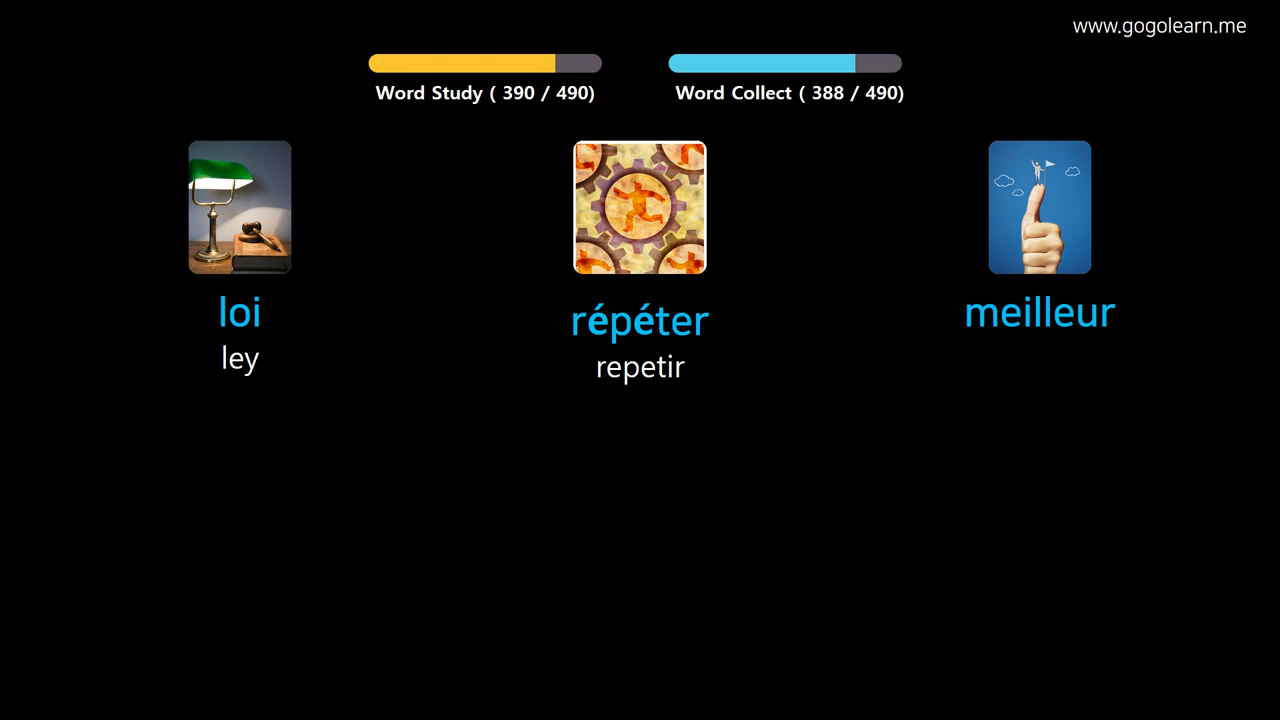 www.gogolearn.me
Word Study ( 390 / 490)
Word Collect ( 388 / 490)
loi
ley
répéter
repetir
meilleur